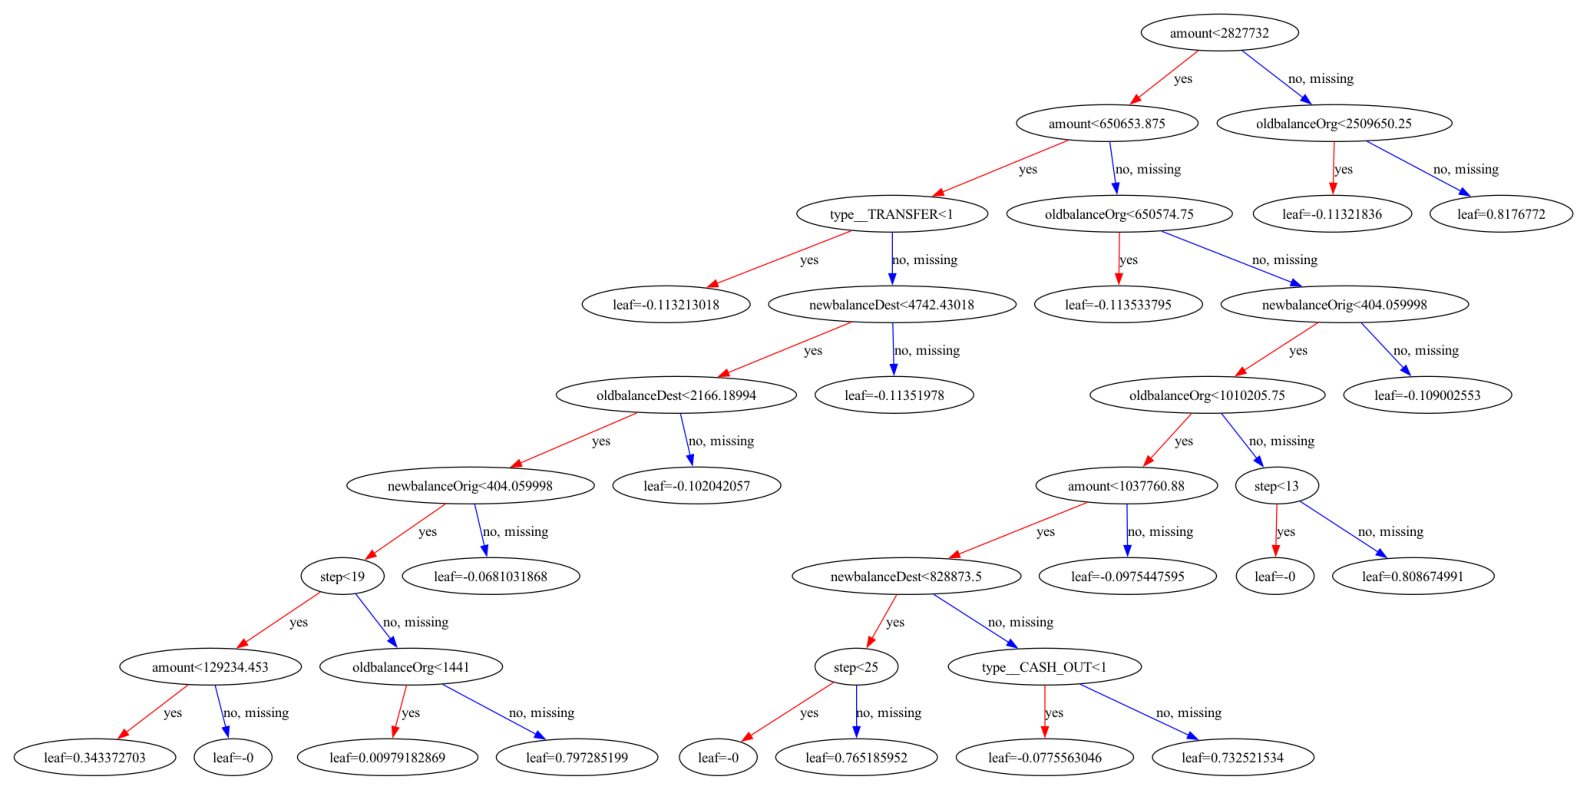 amount<2827732
yes
no, missing
amount<650653.875
oldbalanceOrg<2509650.25
yes
no, missing
yes
no, missing
type__TRANSFER<1
oldbalanceOrg<650574.75
leaf=-0.11321836
leaf=0.8176772
yes
no, missing
yes
no, missing
leaf=-0.113213018
newbalanceDest<4742.43018
leaf=-0.113533795
newbalanceOrig<404.059998
yes
no, missing
yes
no, missing
oldbalanceDest<2166.18994
leaf=-0.11351978
oldbalanceOrg<1010205.75
leaf=-0.109002553
yes
no, missing
yes
no, missing
newbalanceOrig<404.059998
leaf=-0.102042057
amount<1037760.88
step<13
yes
no, missing
yes
no, missing
yes
no, missing
step<19
leaf=-0.0681031868
newbalanceDest<828873.5
leaf=-0.0975447595
leaf=-0
leaf=0.808674991
yes
no, missing
yes
no, missing
amount<129234.453
oldbalanceOrg<1441
step<25
type__CASH_OUT<1
yes
no, missing
yes
no, missing
yes
no, missing
yes
no, missing
leaf=0.343372703
leaf=-0
leaf=0.00979182869
leaf=0.797285199
leaf=-0
leaf=0.765185952
leaf=-0.0775563046
leaf=0.732521534